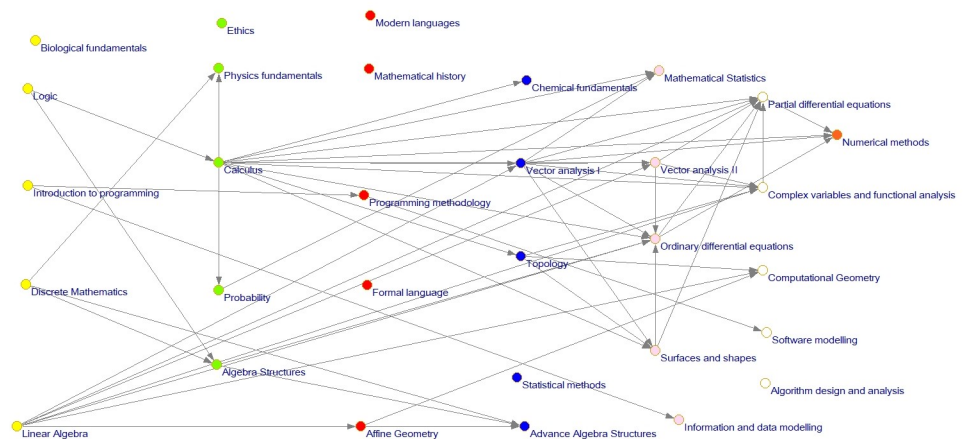 Modern languages
Ethics
Biological fundamentals
Physics fundamentals
Mathematical history
Mathematical Statistics
Chemical fundamentals
Logic
Partial differential equations
Numerical methods
Calculus
Vector analysis I
Vector analysis II
Introduction to programming
Programming methodology
Complex variables and functional analysis
Ordinary differential equations
Topology
Computational Geometry
Discrete Mathematics
Probability
Formal language
Software modelling
Surfaces and shapes
Algebra Structures
Statistical methods
Algorithm design and analysis
Linear Algebra
Affine Geometry
Advance Algebra Structures
Information and data modelling